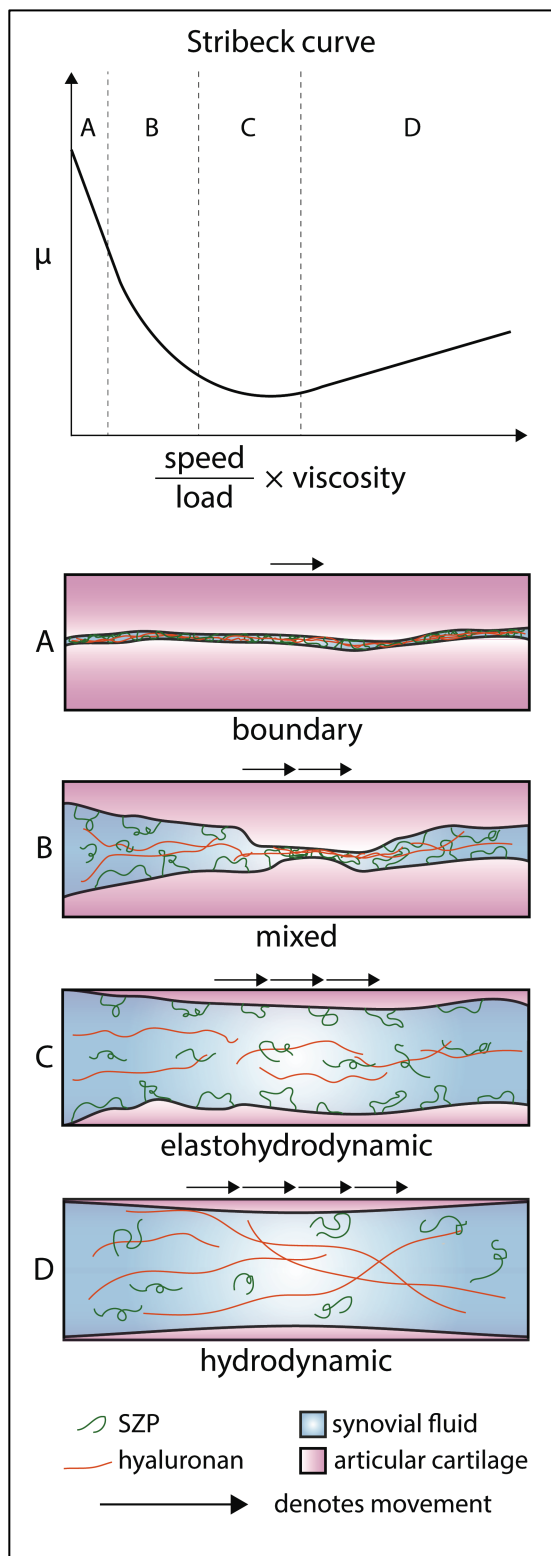 Stribeck curve
A B C D
μ
speed
load
× viscosity
A
boundary
B
mixed
C
elastohydrodynamic
D
hydrodynamic
SZP synovial fluid
hyaluronan articular cartilage
denotes movement